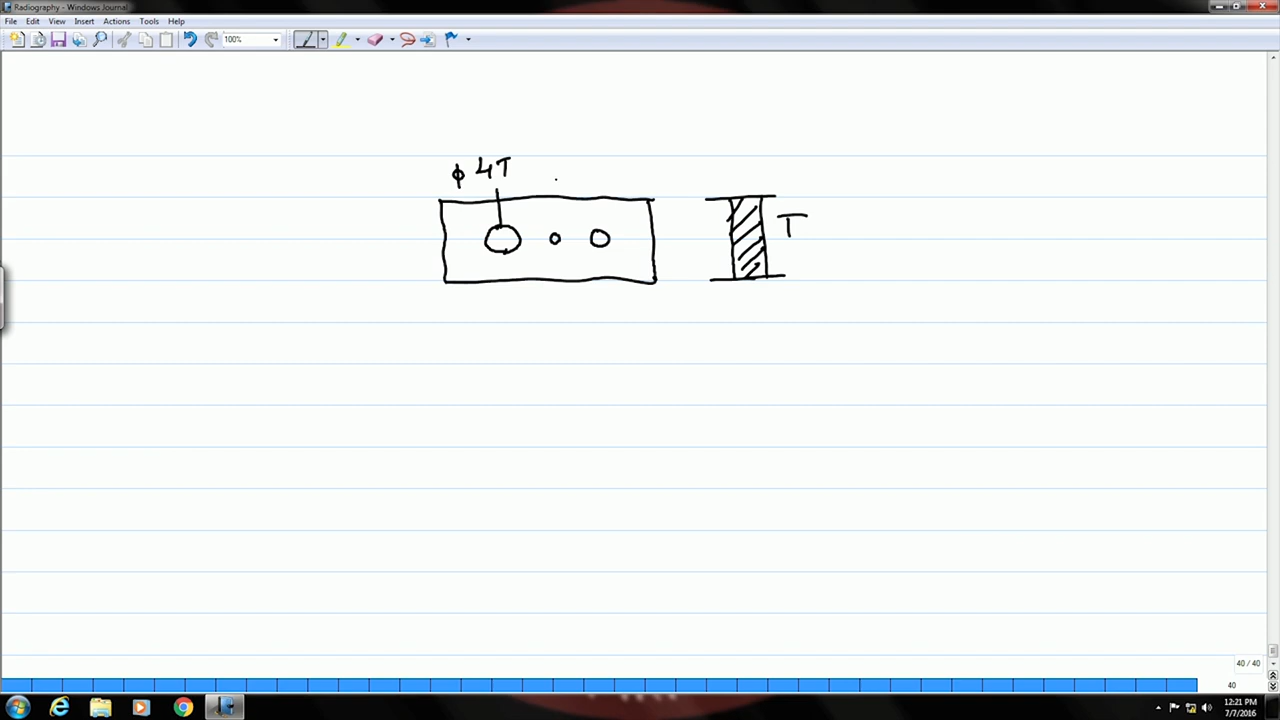 Radiography - Windows Journal
File Edit View Insert Actions Tools Help
100%
ϕ 4T
T
40 / 40
40
12:21 PM
7/7/2016